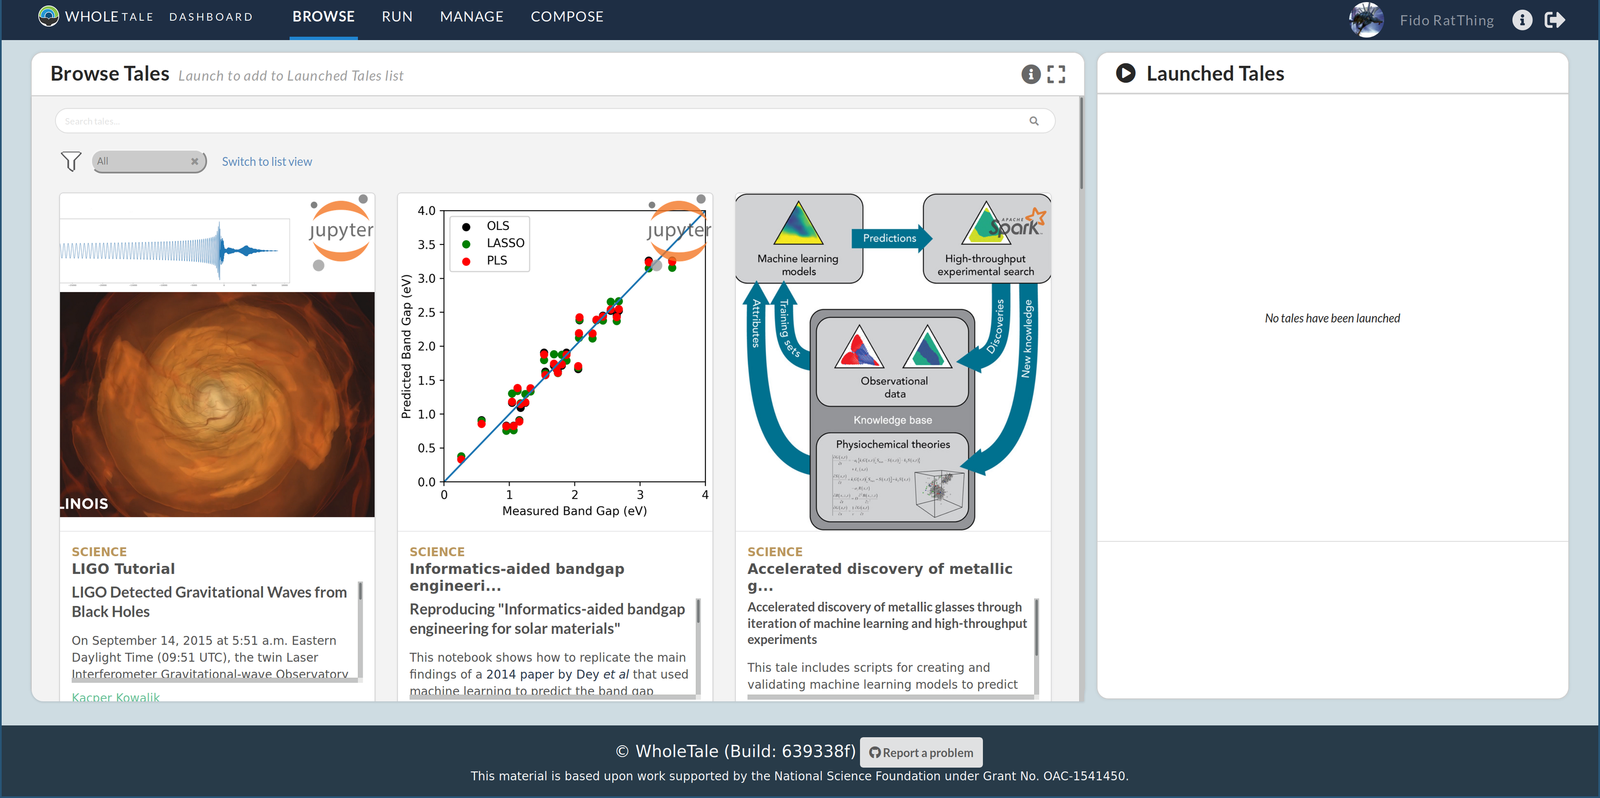 WHOLE TALE DASHBOARD BROWSE RUN MANAGE COMPOSE Fido RatThing
Browse Tales Launch to add to Launched Tales list
Launched Tales
Search tales...
All Switch to list view
No tales have been launched
jupyter
LINOIS
SCIENCE
LIGO Tutorial
LIGO Detected Gravitational Waves from
Black Holes
On September 14, 2015 at 5:51 a.m. Eastern
Daylight Time (09:51 UTC), the twin Laser
Interferometer Gravitational-wave Observatory
Kacper Kowalik
jupyter
OLS
LASSO
PLS
Predicted Band Gap (eV)
4.0
3.5
3.0
2.5
2.0
1.5
1.0
0.5
0.0
0 1 2 3 4
Measured Band Gap (eV)
SCIENCE
Informatics-aided bandgap
engineeri...
Reproducing "Informatics-aided bandgap
engineering for solar materials"
This notebook shows how to replicate the main
findings of a 2014 paper by Dey et al that used
machine learning to predict the band gap
Machine learning
models
Predictions
APACHE
Spark
High-throughput
experimental search
Attributes
Training sets
Discoveries
New knowledge
Observational
data
Knowledge base
Physiochemical theories
SCIENCE
Accelerated discovery of metallic
g...
Accelerated discovery of metallic glasses through
iteration of machine learning and high-throughput
experiments
This tale includes scripts for creating and
validating machine learning models to predict
© WholeTale (Build: 639338f) Report a problem
This material is based upon work supported by the National Science Foundation under Grant No. OAC-1541450.